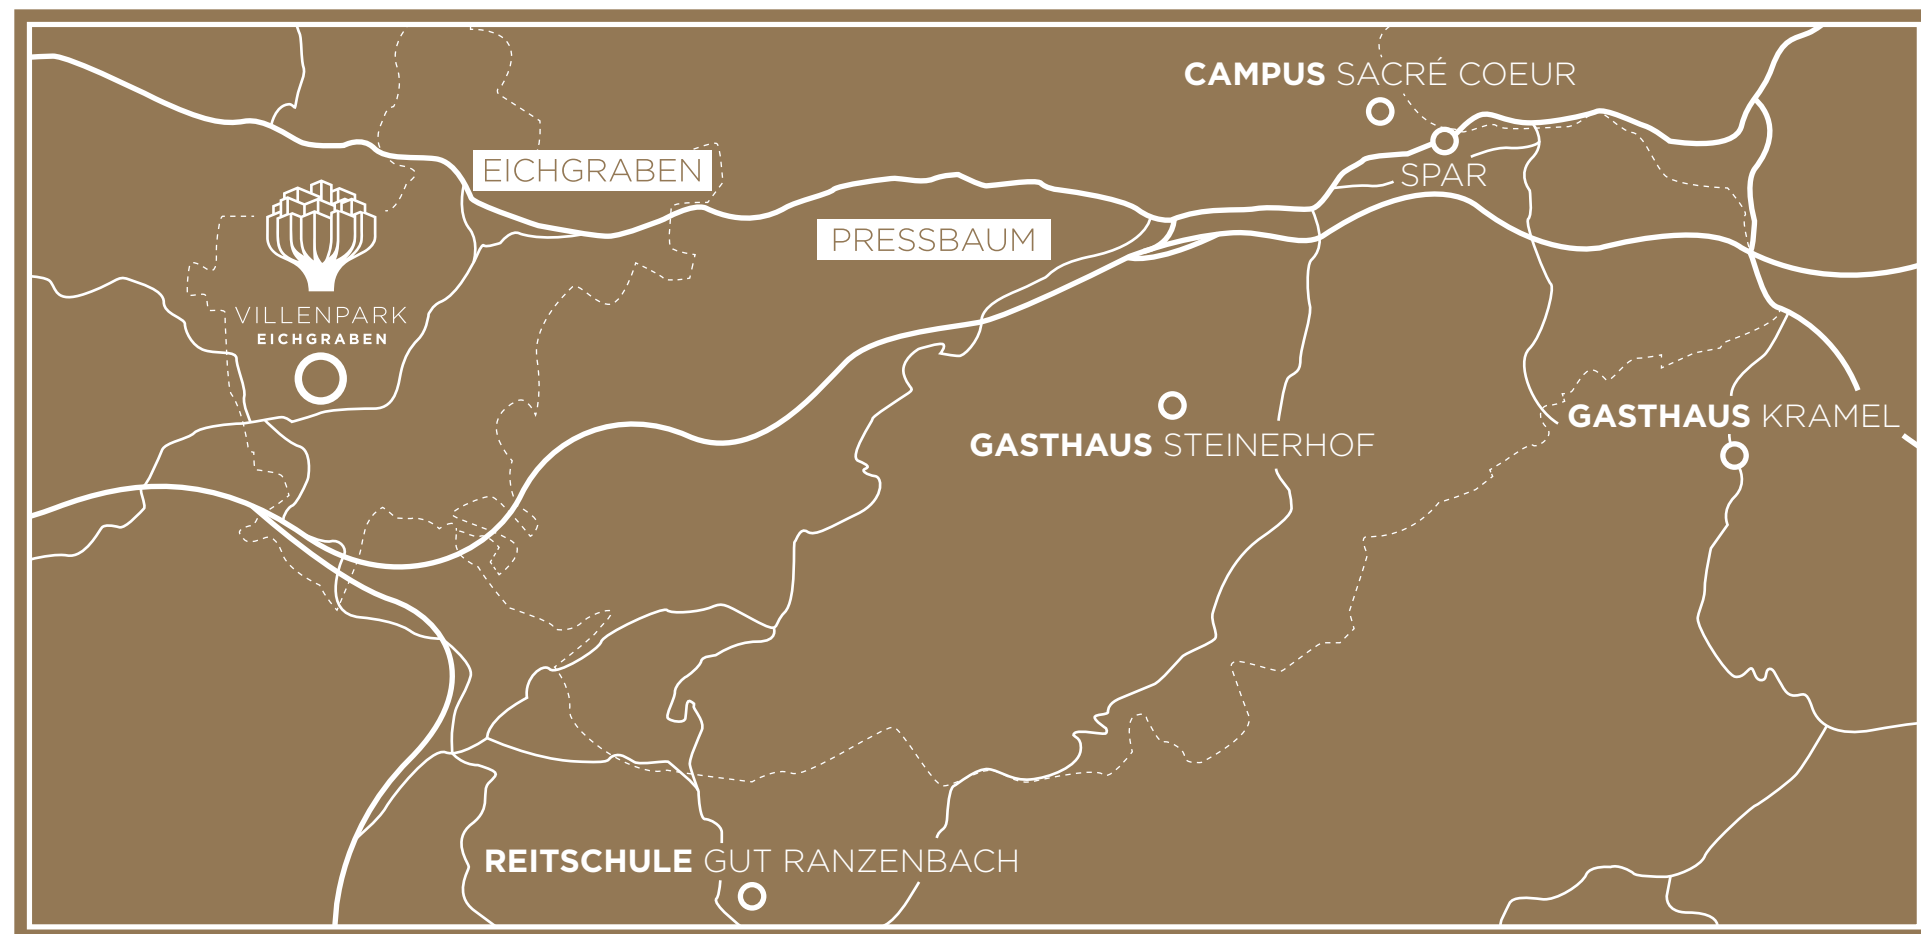 CAMPUS SACRÉ COEUR
EICHGRABEN
SPAR
PRESSBAUM
VILLENPARK
EICHGRABEN
GASTHAUS KRAMEL
GASTHAUS STEINERHOF
REITSCHULE GUT RANZENBACH